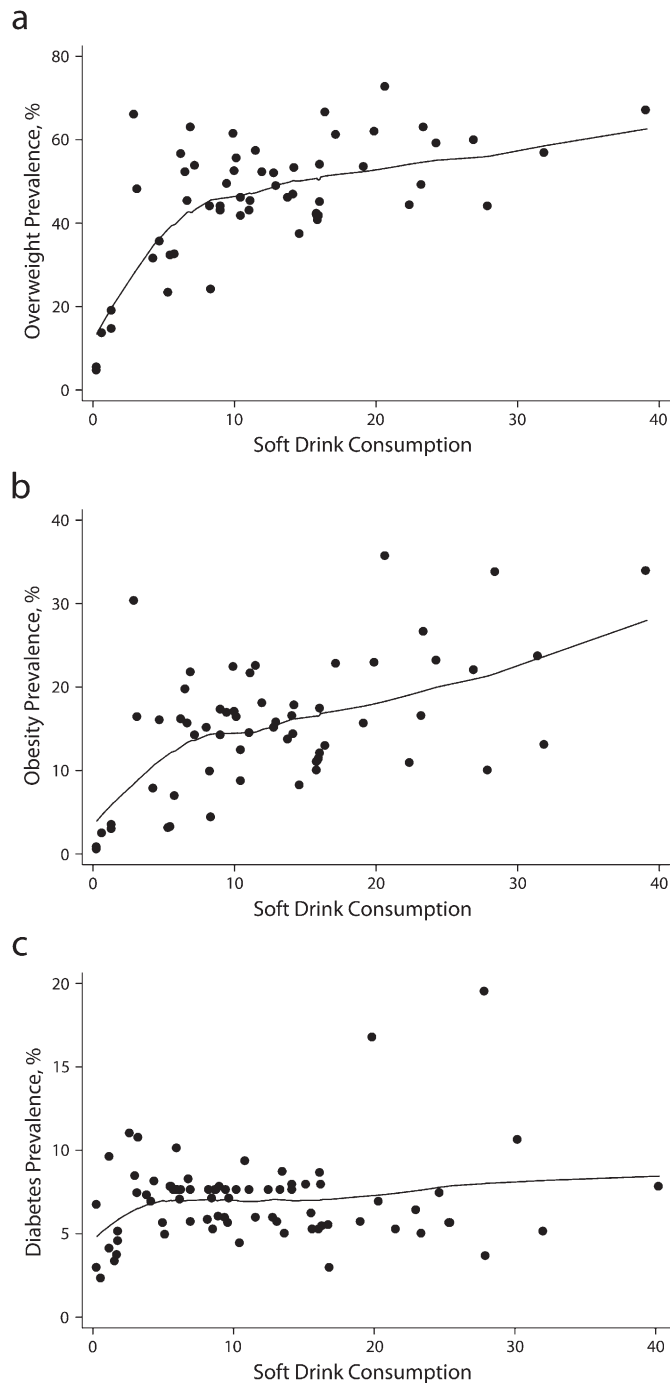 a
80
60
40
20
0
Overweight Prevalence, %
0 10 20 30 40
Soft Drink Consumption
b
40
30
20
10
0
Obesity Prevalence, %
0 10 20 30 40
Soft Drink Consumption
c
20
15
10
5
0
Diabetes Prevalence, %
0 10 20 30 40
Soft Drink Consumption